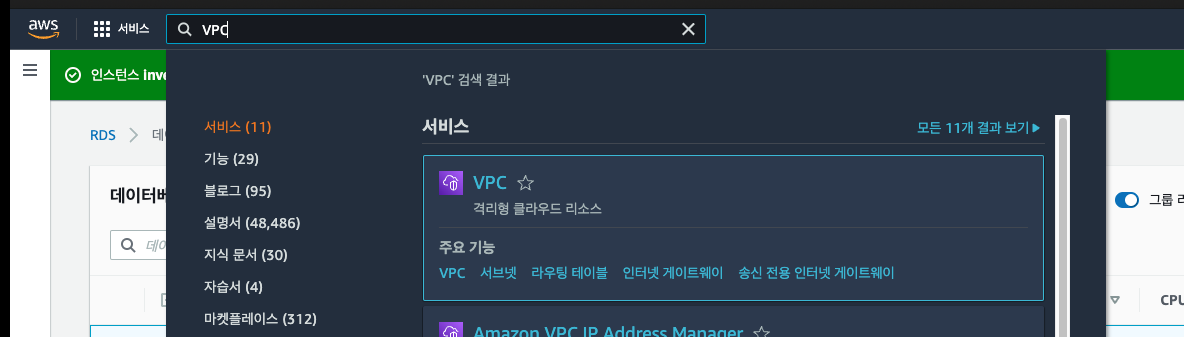 aws
서비스
VPC
인스턴스 inve
'VPC' 검색 결과
RDS
서비스 (11)
기능 (29)
블로그 (95)
설명서 (48,486)
지식 문서 (30)
자습서 (4)
마켓플레이스 (312)
서비스
모든 11개 결과 보기
VPC
격리형 클라우드 리소스
주요 기능
VPC 서브넷 라우팅 테이블 인터넷 게이트웨이 송신 전용 인터넷 게이트웨이
Amazon VPC IP Address Manager
데이터베
데이
그룹 리
CPU